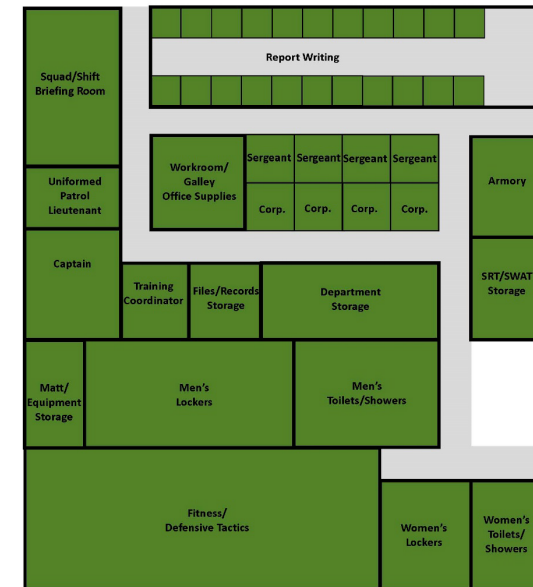 Report Writing
Squad/Shift
Briefing Room
Workroom/
Galley
Office Supplies
Sergeant
Sergeant
Sergeant
Sergeant
Corp.
Corp.
Corp.
Corp.
Armory
Uniformed
Patrol
Lieutenant
Captain
Training
Coordinator
Files/Records
Storage
Department
Storage
SRT/SWAT
Storage
Matt/
Equipment
Storage
Men's
Lockers
Men's
Toilets/Showers
Fitness/
Defensive Tactics
Women's
Lockers
Women's
Toilets/
Showers